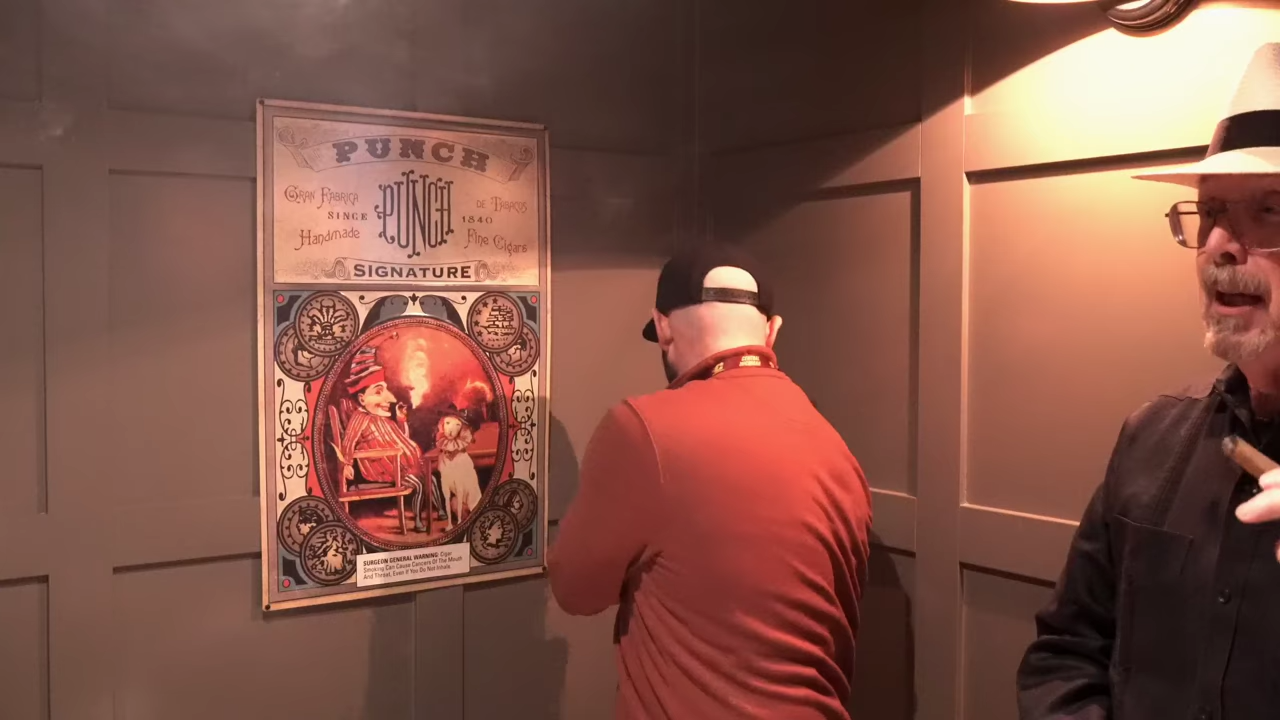 PUNCH
GRAN FABRICA
DE TABACOS
PUNCH
SINCE
1840
Handmade
Fine Cigars
SIGNATURE
SURGEON GENERAL WARNING: Cigar
Smoking Can Cause Cancers Of The Mouth
And Throat, Even If You Do Not Inhale.